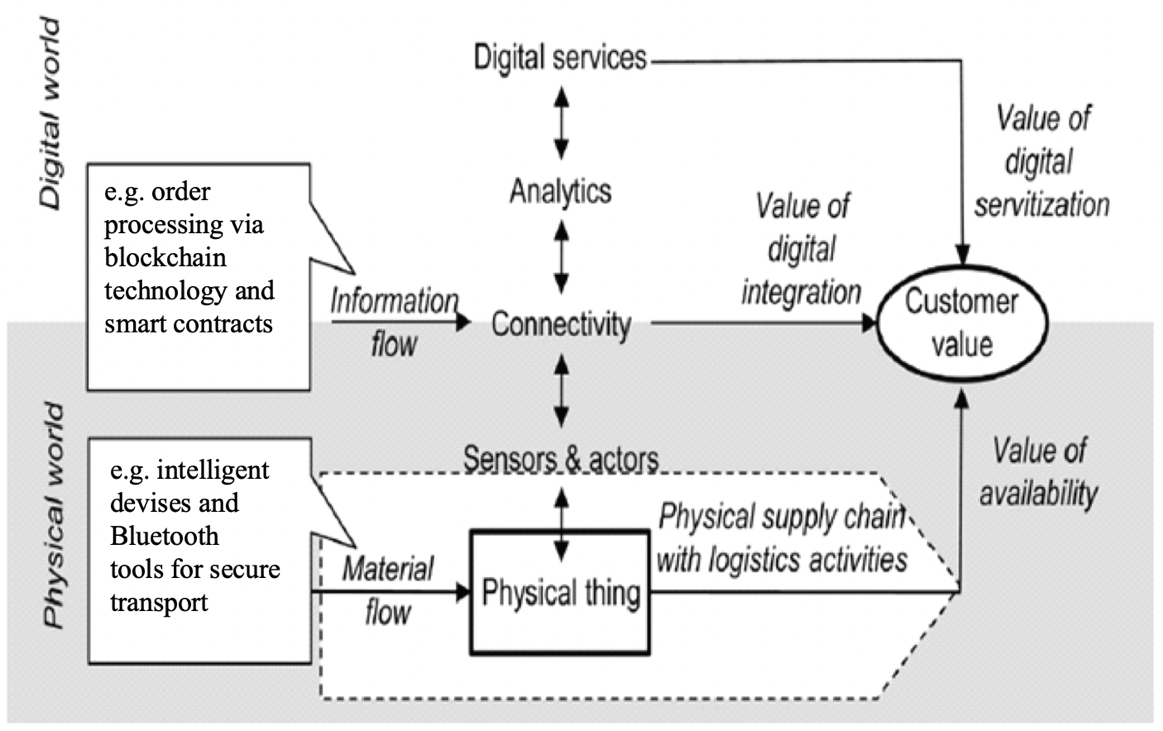 Digital world
Digital services
Value of
digital
servitization
e.g. order
processing via
blockchain
technology and
smart contracts
Analytics
Value of
digital
integration
Information
flow
Connectivity
Customer
value
Physical world
Sensors & actors
Value of
availability
e.g. intelligent
devises and
Bluetooth
tools for secure
transport
Physical supply chain
with logistics activities
Material
flow
Physical thing